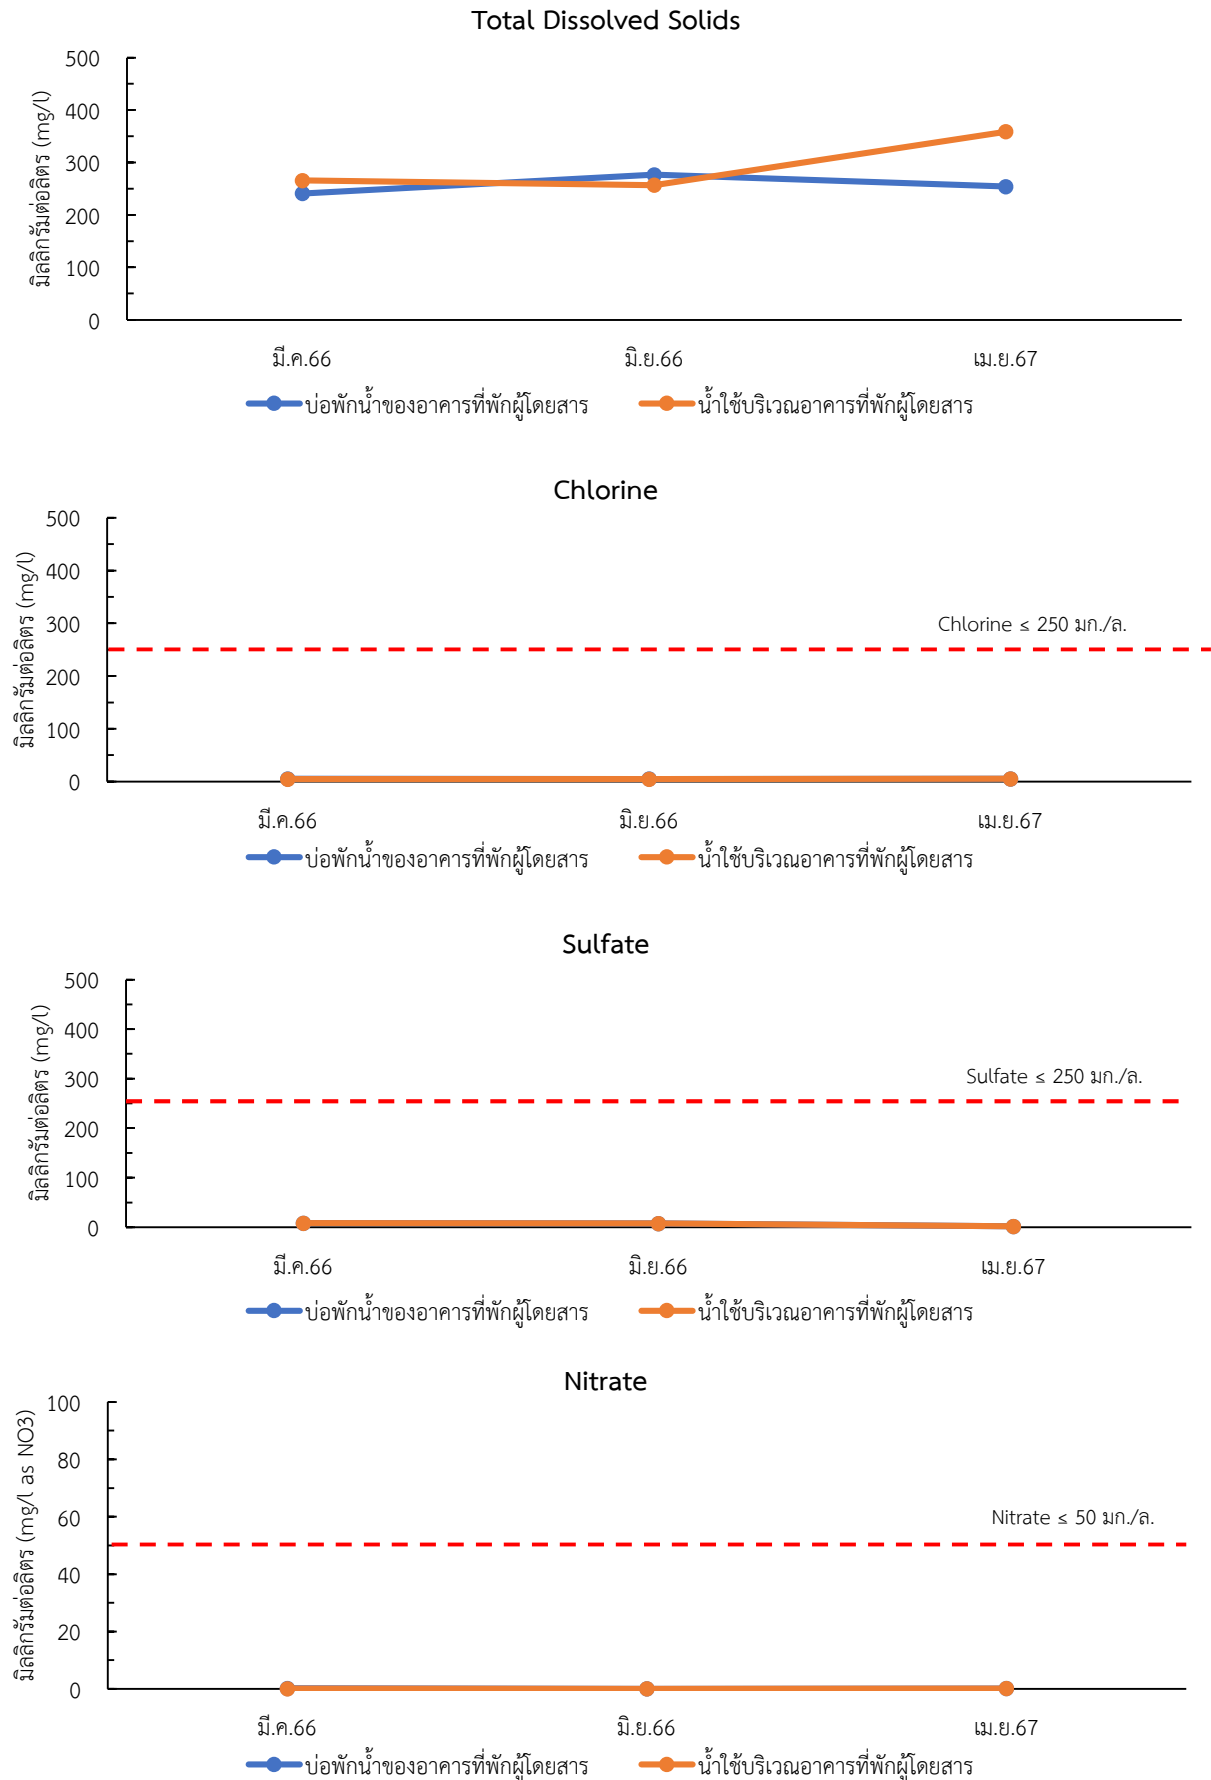 Total Dissolved Solids
มิลลิกรัมต่อลิตร (mg/l)
500
400
300
200
100
0
มี.ค.66 มิ.ย.66 เม.ย.67
บ่อพักน้ำของอาคารที่พักผู้โดยสาร น้ำใช้บริเวณอาคารที่พักผู้โดยสาร
Chlorine
มิลลิกรัมต่อลิตร (mg/l)
500
400
300
Chlorine ≤ 250 มก./ล.
200
100
0
มี.ค.66 มิ.ย.66 เม.ย.67
บ่อพักน้ำของอาคารที่พักผู้โดยสาร น้ำใช้บริเวณอาคารที่พักผู้โดยสาร
Sulfate
มิลลิกรัมต่อลิตร (mg/l)
500
400
300
Sulfate ≤ 250 มก./ล.
200
100
0
มี.ค.66 มิ.ย.66 เม.ย.67
บ่อพักน้ำของอาคารที่พักผู้โดยสาร น้ำใช้บริเวณอาคารที่พักผู้โดยสาร
Nitrate
มิลลิกรัมต่อลิตร (mg/l as NO3)
100
80
60
Nitrate ≤ 50 มก./ล.
40
20
0
มี.ค.66 มิ.ย.66 เม.ย.67
บ่อพักน้ำของอาคารที่พักผู้โดยสาร น้ำใช้บริเวณอาคารที่พักผู้โดยสาร